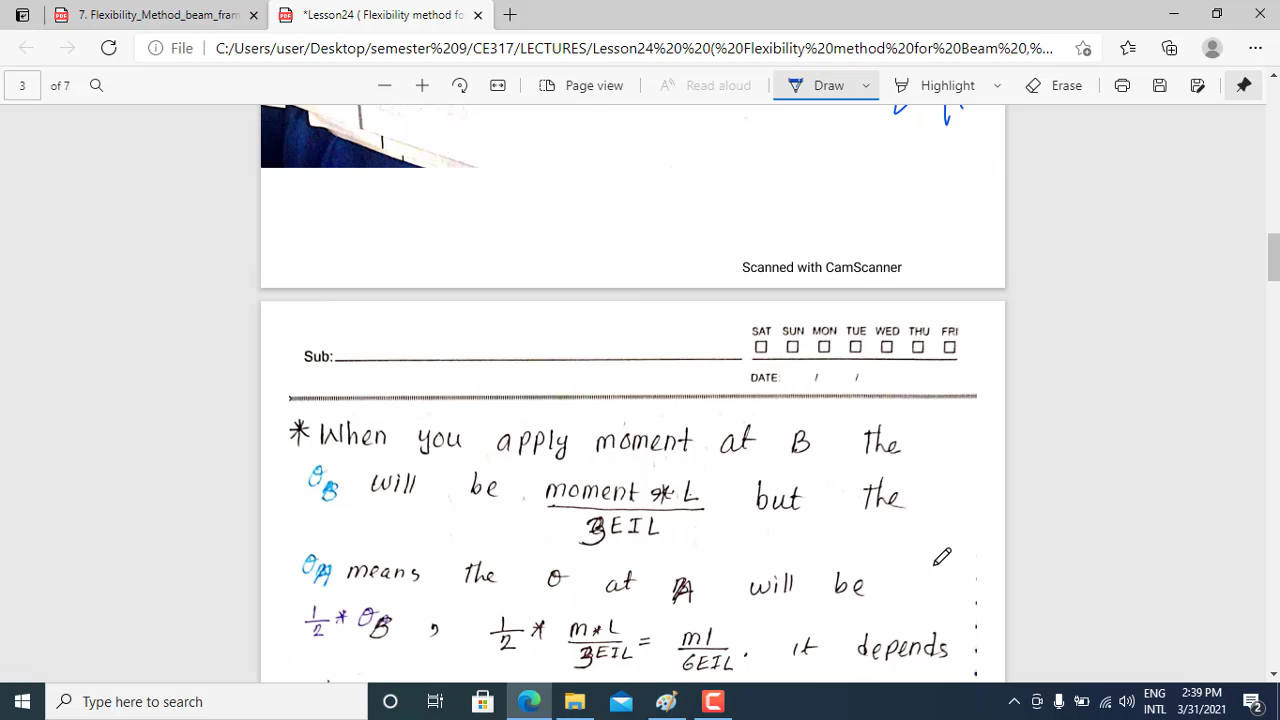 7. Flexibility_Method_beam_fram
*Lesson24 ( Flexibility method fo
File C:/Users/user/Desktop/semester%209/CE317/LECTURES/Lesson24%20%20(%20Flexibility%20method%20for%20Beam%20,%...
3 of 7 Page view Read aloud Draw Highlight Erase
Scanned with CamScanner
SAT SUN MON TUE WED THU FRI
Sub:
DATE: / /
*When you apply moment at B the
θB will be moment * L / 3EIL but the
θA means the θ at A will be
1/2 * θB , 1/2 * m*L / 3EIL = ml / 6EIL . it depends
Type here to search
ENG
INTL
2:39 PM
3/31/2021
2